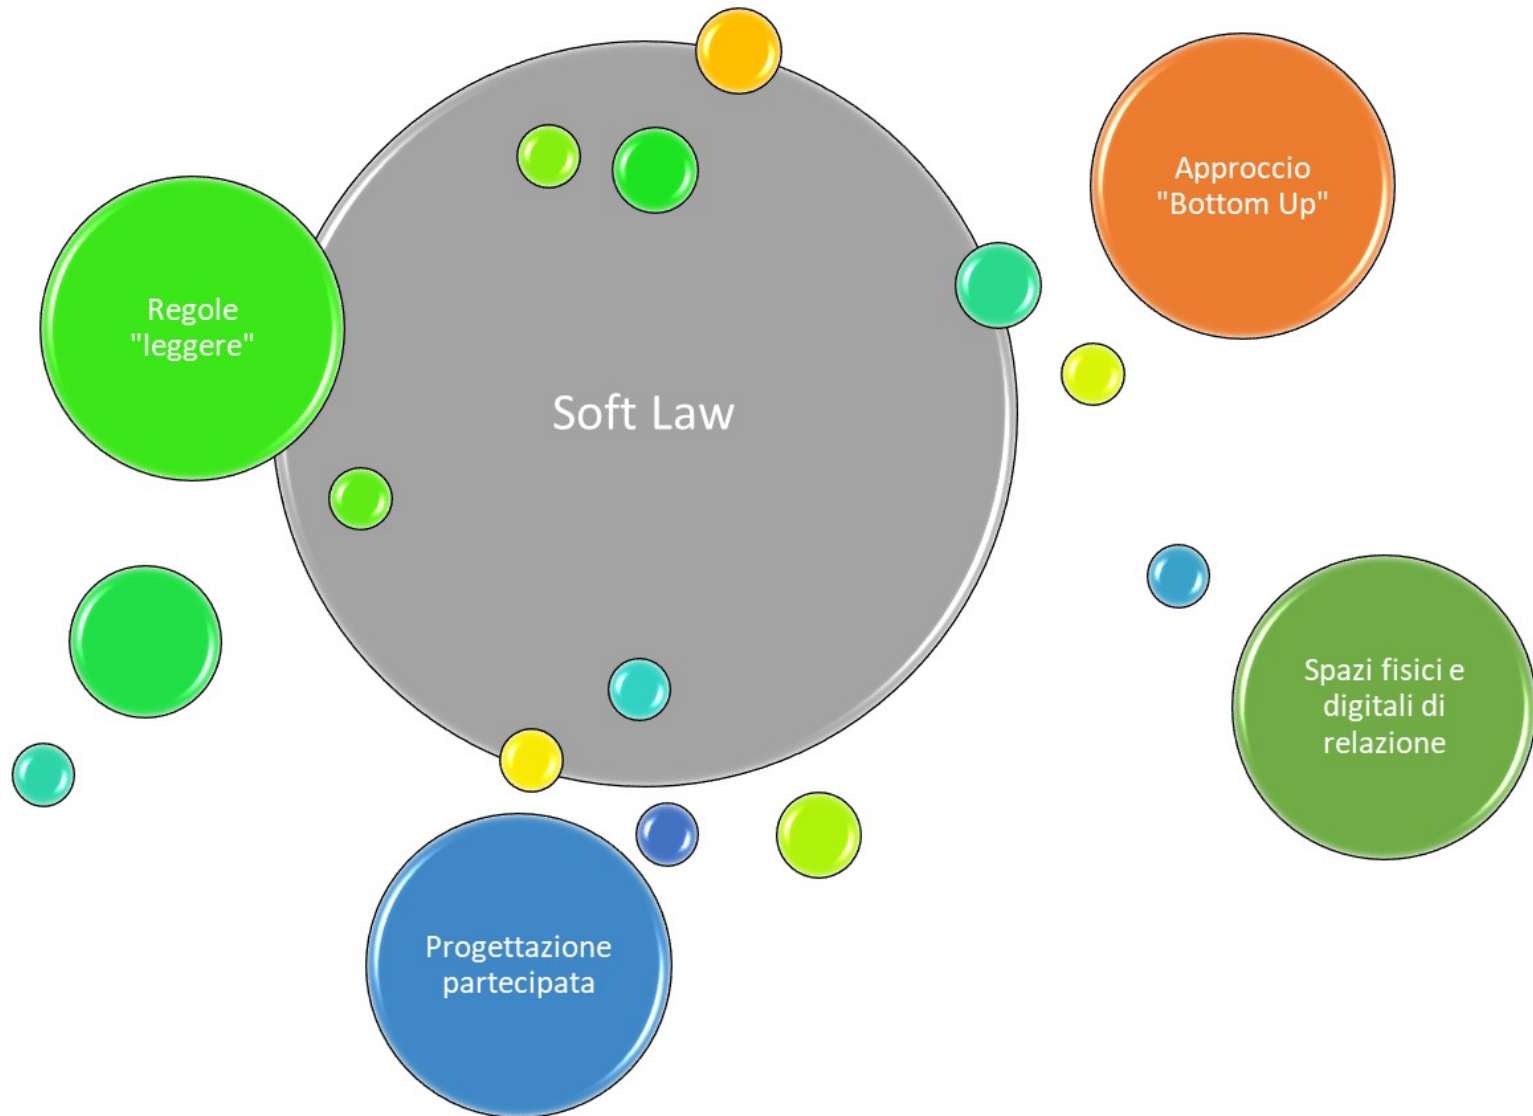 Soft Law
Regole
"leggere"
Approccio
"Bottom Up"
Spazi fisici e
digitali di
relazione
Progettazione
partecipata